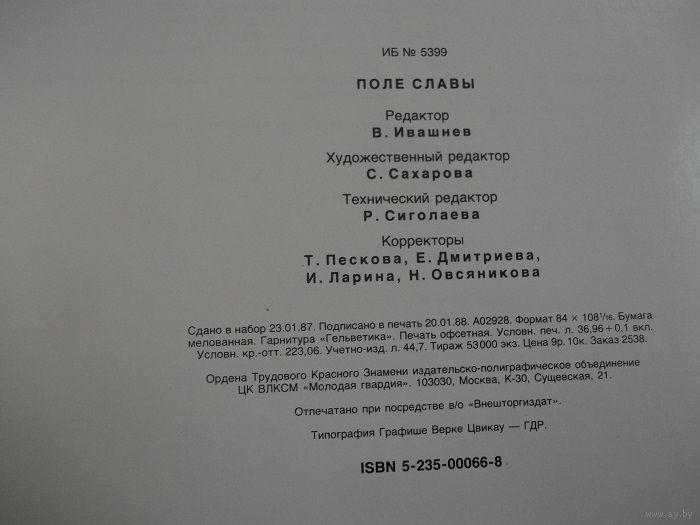 ИБ № 5399
ПОЛЕ СЛАВЫ
Редактор
В. Ивашнев
Художественный редактор
С. Сахарова
Технический редактор
Р. Сиголаева
Корректоры
Т. Пескова, Е. Дмитриева,
И. Ларина, Н. Овсяникова
Сдано в набор 23.01.87. Подписано в печать 20.01.88. А02928. Формат 84 × 108¹/₁₆. Бумага
мелованная. Гарнитура «Гельветика». Печать офсетная. Условн. печ. л. 36,96 + 0,1 вкл.
Условн. кр.-отт. 223,06. Учетно-изд. л. 44,7. Тираж 53 000 экз. Цена 9р. 10к. Заказ 2538.
Ордена Трудового Красного Знамени издательско-полиграфическое объединение
ЦК ВЛКСМ «Молодая гвардия». 103030, Москва, К-30, Сущевская, 21.
Отпечатано при посредстве в/о «Внешторгиздат».
Типография Графише Верке Цвикау — ГДР.
ISBN 5-235-00066-8
www.ay.by